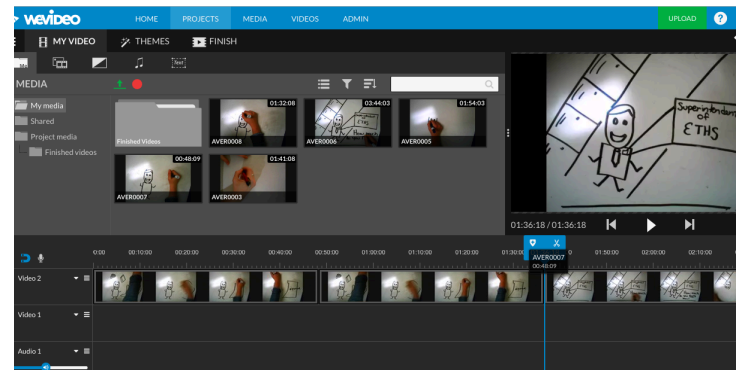 WEVIDEO HOME PROJECTS MEDIA VIDEOS ADMIN UPLOAD ?
MY VIDEO THEMES FINISH
Text
MEDIA
My media
Shared
Project media
Finished videos
Finished Videos
01:32:08
AVER0008
03:44:03
AVER0006
01:54:03
AVER0005
00:48:09
AVER0007
01:41:08
AVER0003
Superintendent
of
ETHS
01:36:18 / 01:36:18
0:00 00:10:00 00:20:00 00:30:00 00:40:00 00:50:00 01:00:00 01:10:00 01:20:00 01:30:00 01:50:00 02:00:00 02:10:00
AVER0007
00:48:09
Video 2
Video 1
Audio 1